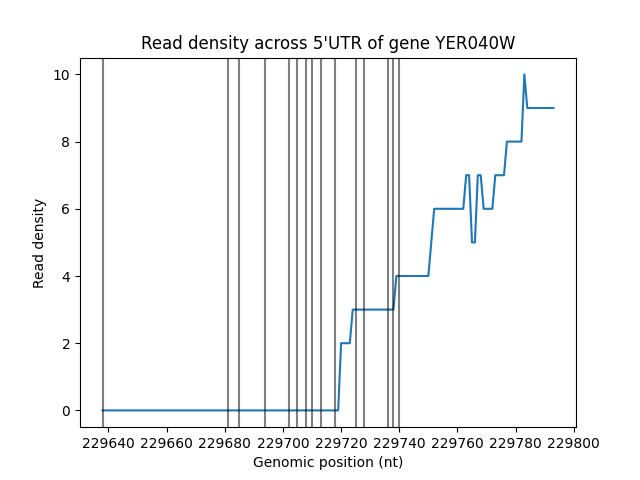 Read density across 5'UTR of gene YER040W
10
8
6
4
2
0
Read density
229640 229660 229680 229700 229720 229740 229760 229780 229800
Genomic position (nt)